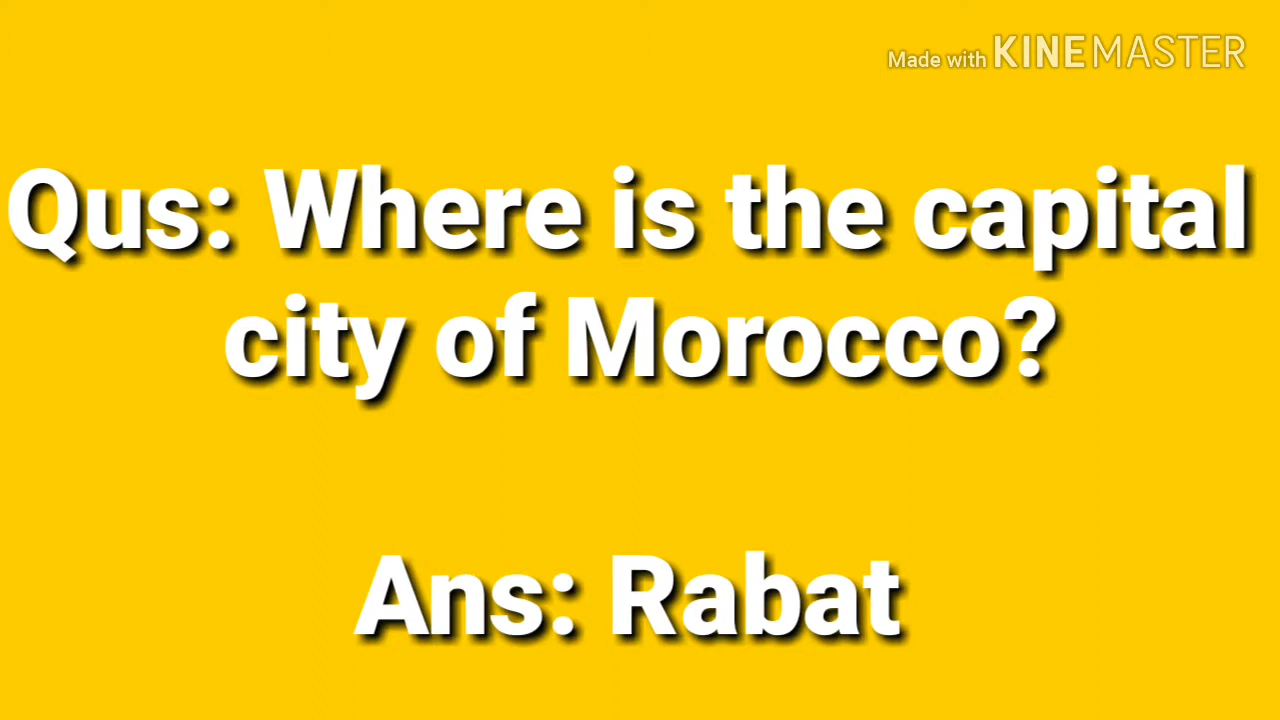 Made with KINEMASTER
Qus: Where is the capital
city of Morocco?
Ans: Rabat